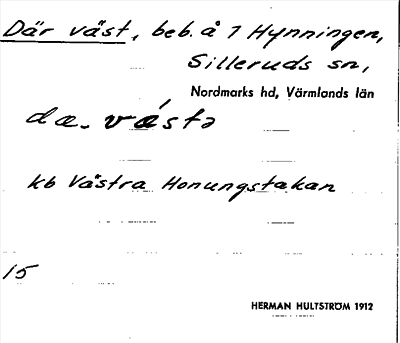 Där väst, beb. å 1 Hynningen,
Silleruds sn,
Nordmarks hd, Värmlands län
dæ. västə
kb Västra Honungstakan
15
HERMAN HULTSTRÖM 1912